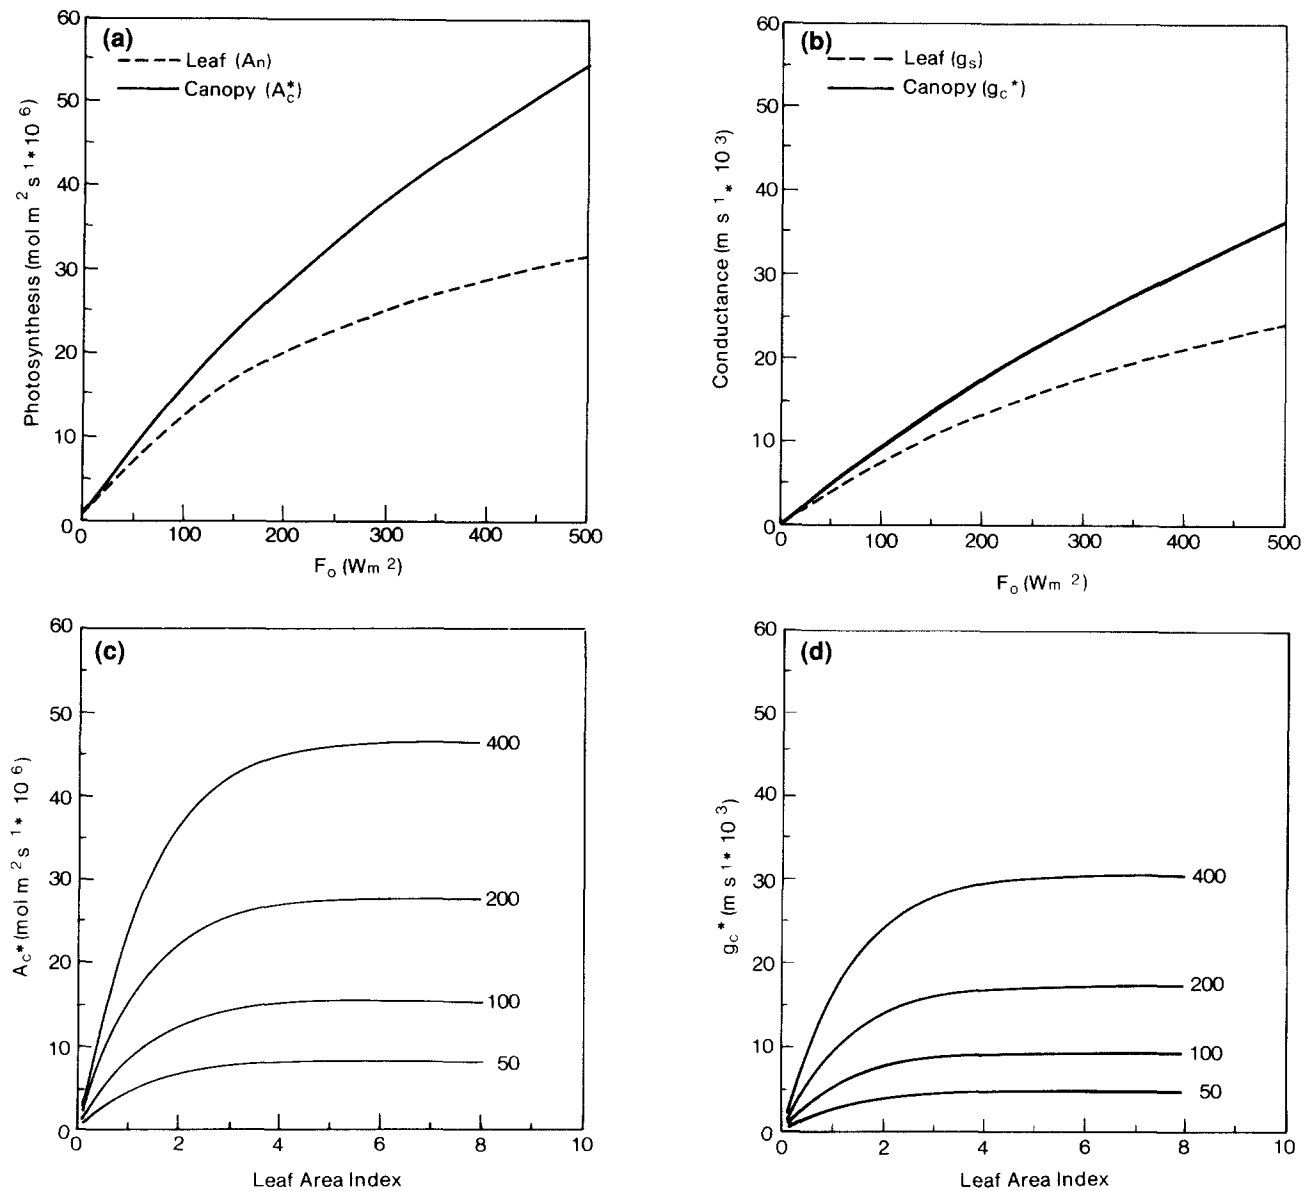 (a)
Leaf (An)
Canopy (A*c)
60
50
40
30
20
10
0
Photosynthesis (mol m 2 s 1* 10 6)
0 100 200 300 400 500
Fo (Wm 2)
(b)
Leaf (gs)
Canopy (gc*)
60
50
40
30
20
10
0
Conductance (m s 1 * 10 3)
0 100 200 300 400 500
Fo (Wm 2)
(c)
60
50
40
30
20
10
0
Ac* (mol m 2 s 1* 10 6)
400
200
100
50
0 2 4 6 8 10
Leaf Area Index
(d)
60
50
40
30
20
10
0
gc* (m s 1* 10 3)
400
200
100
50
0 2 4 6 8 10
Leaf Area Index